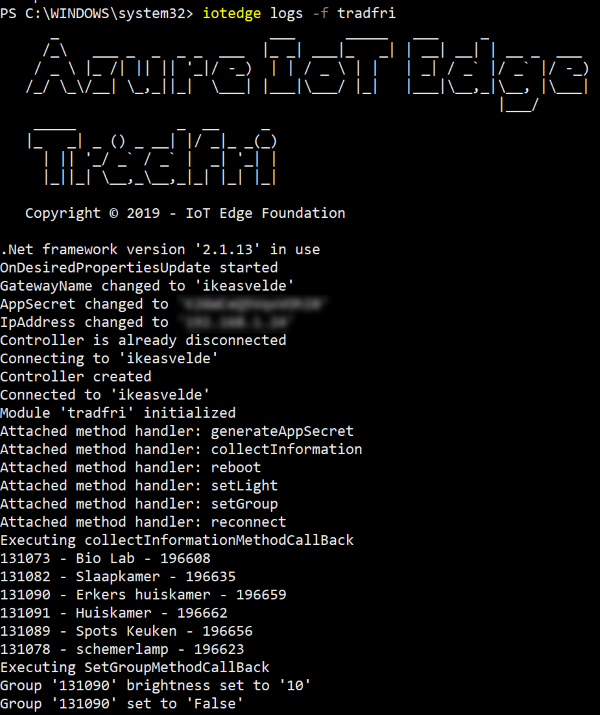 PS C:\WINDOWS\system32> iotedge logs -f tradfri
Azure IoT Edge
Tradfri
Copyright © 2019 - IoT Edge Foundation
.Net framework version '2.1.13' in use
OnDesiredPropertiesUpdate started
GatewayName changed to 'ikeasvelde'
AppSecret changed to
IpAddress changed to
Controller is already disconnected
Connecting to 'ikeasvelde'
Controller created
Connected to 'ikeasvelde'
Module 'tradfri' initialized
Attached method handler: generateAppSecret
Attached method handler: collectInformation
Attached method handler: reboot
Attached method handler: setLight
Attached method handler: setGroup
Attached method handler: reconnect
Executing collectInformationMethodCallBack
131073 - Bio Lab - 196608
131082 - Slaapkamer - 196635
131090 - Erkers huiskamer - 196659
131091 - Huiskamer - 196662
131089 - Spots Keuken - 196656
131078 - schemerlamp - 196623
Executing SetGroupMethodCallBack
Group '131090' brightness set to '10'
Group '131090' set to 'False'